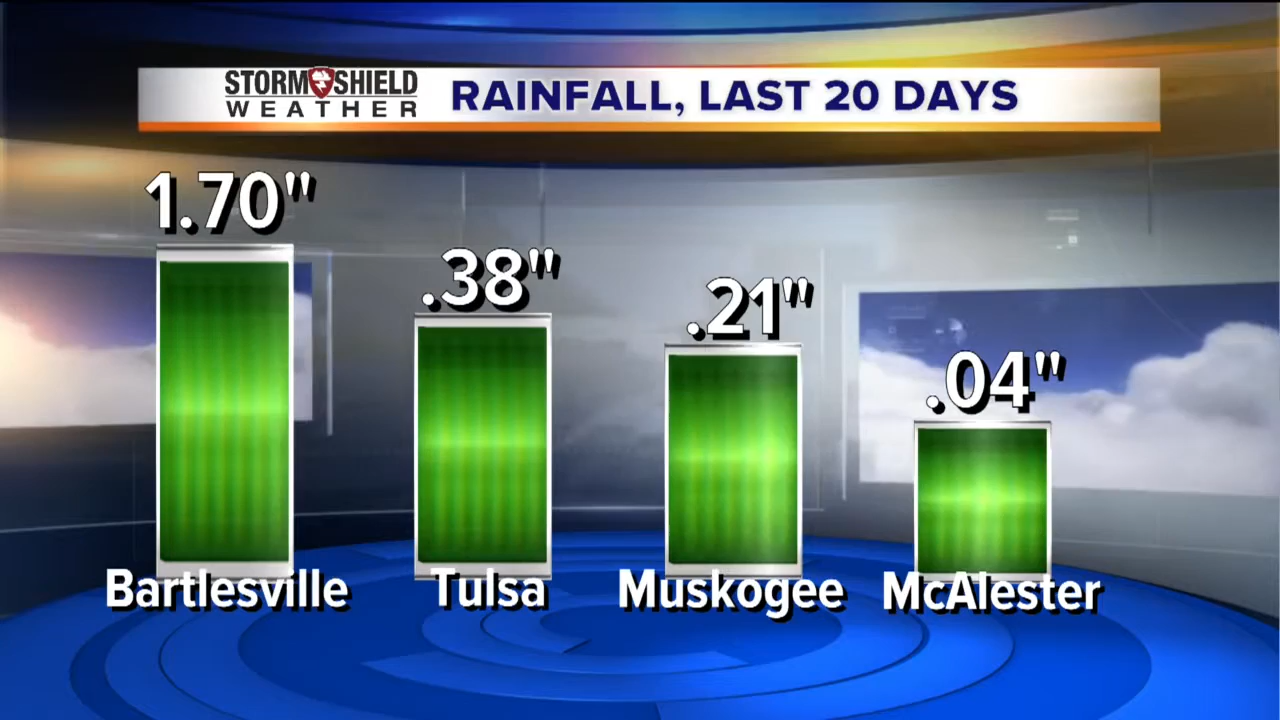 STORM SHIELD
WEATHER
RAINFALL, LAST 20 DAYS
1.70"
.38"
.21"
.04"
Bartlesville
Tulsa
Muskogee
McAlester